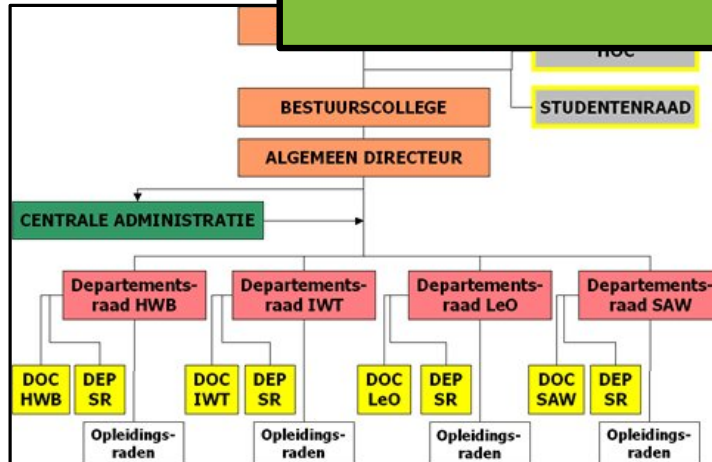 HOC
BESTUURSCOLLEGE
STUDENTENRAAD
ALGEMEEN DIRECTEUR
CENTRALE ADMINISTRATIE
Departements-
raad HWB
Departements-
raad IWT
Departements-
raad LeO
Departements-
raad SAW
DOC
HWB
DEP
SR
DOC
IWT
DEP
SR
DOC
LeO
DEP
SR
DOC
SAW
DEP
SR
Opleidings-
raden
Opleidings-
raden
Opleidings-
raden
Opleidings-
raden